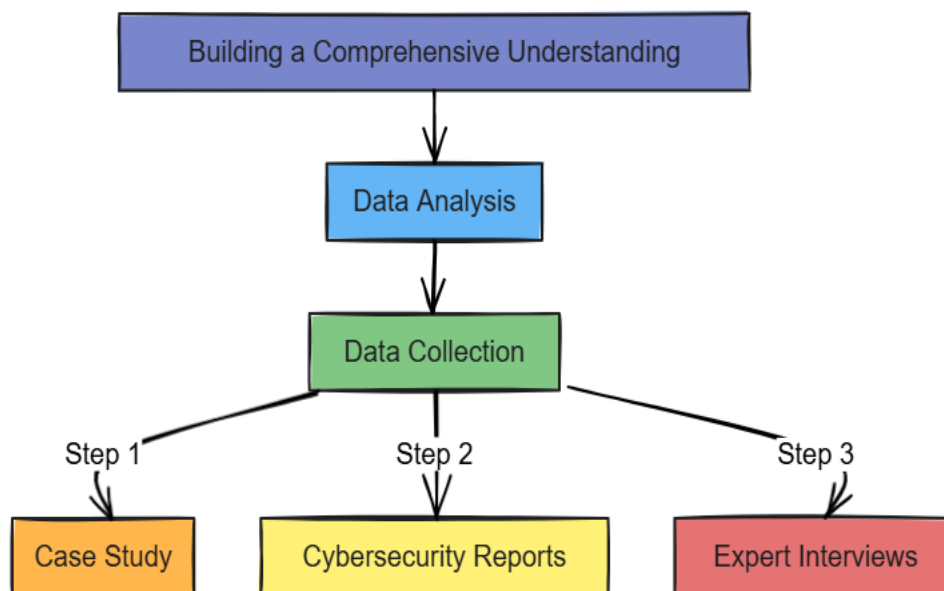 Building a Comprehensive Understanding
Data Analysis
Data Collection
Step 1
Step 2
Step 3
Case Study
Cybersecurity Reports
Expert Interviews